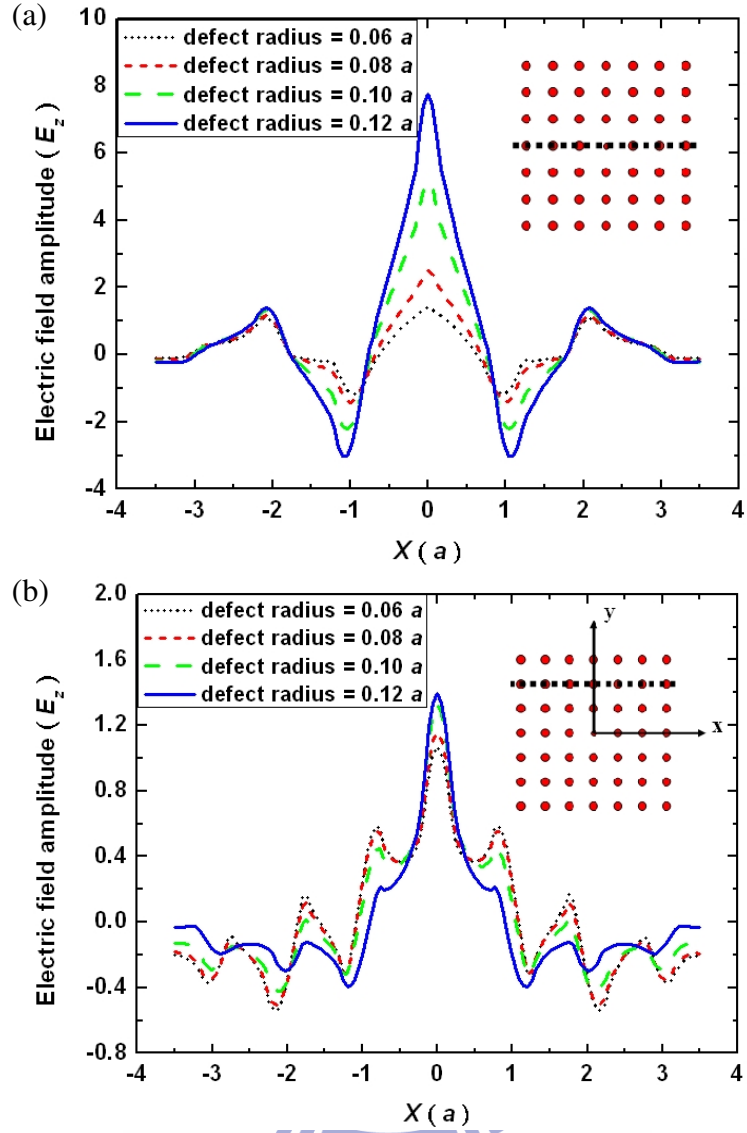 (a)
10
8
6
4
2
0
-2
-4
Electric field amplitude ( E_z )
defect radius = 0.06 a
defect radius = 0.08 a
defect radius = 0.10 a
defect radius = 0.12 a
-4 -3 -2 -1 0 1 2 3 4
X ( a )
(b)
2.0
1.6
1.2
0.8
0.4
0.0
-0.4
-0.8
Electric field amplitude ( E_z )
defect radius = 0.06 a
defect radius = 0.08 a
defect radius = 0.10 a
defect radius = 0.12 a
y
x
-4 -3 -2 -1 0 1 2 3 4
X ( a )